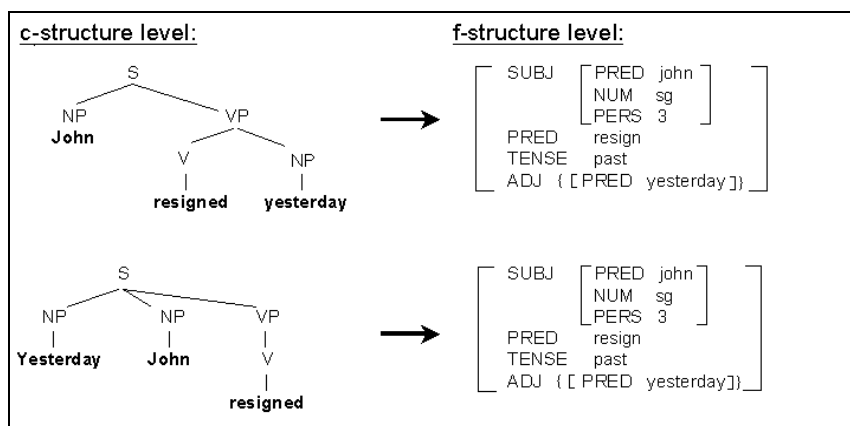 c-structure level:
f-structure level:
S
NP VP
John
V NP
resigned yesterday
SUBJ [PRED john
NUM sg
PERS 3]
PRED resign
TENSE past
ADJ {[PRED yesterday]}
S
NP NP VP
Yesterday John V
resigned
SUBJ [PRED john
NUM sg
PERS 3]
PRED resign
TENSE past
ADJ {[PRED yesterday]}